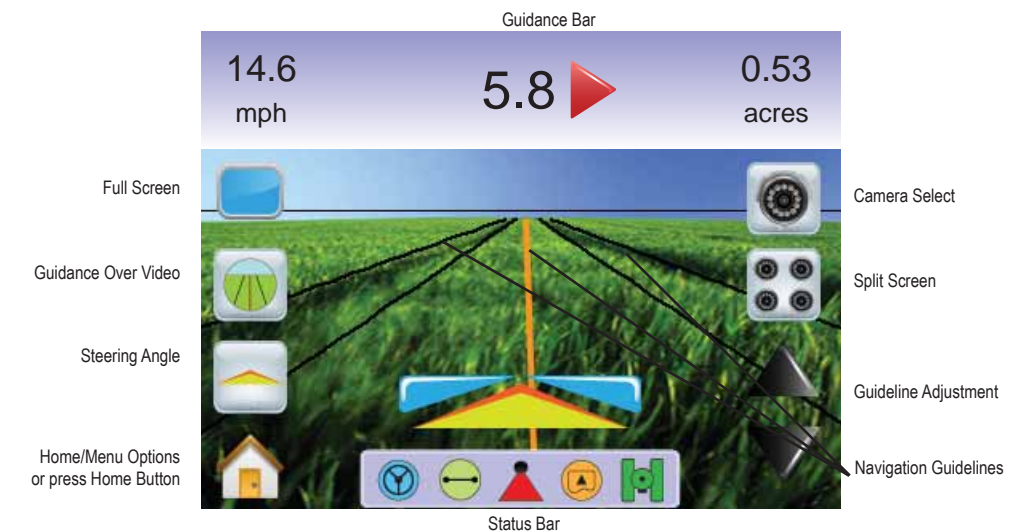 Guidance Bar
14.6
mph
5.8
0.53
acres
Full Screen
Camera Select
Guidance Over Video
Split Screen
Steering Angle
Guideline Adjustment
Home/Menu Options
or press Home Button
Navigation Guidelines
Status Bar